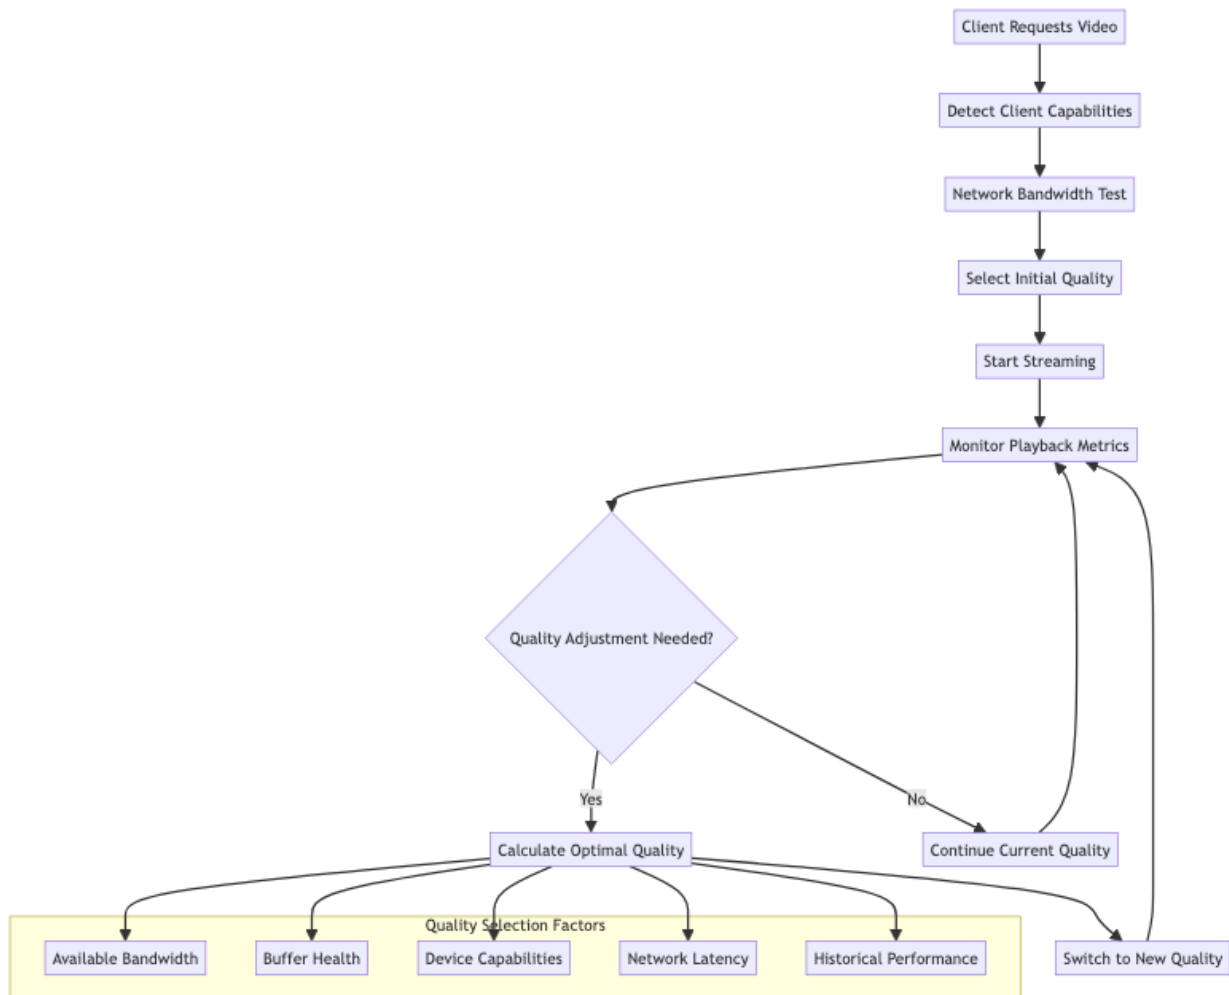 Client Requests Video
Detect Client Capabilities
Network Bandwidth Test
Select Initial Quality
Start Streaming
Monitor Playback Metrics
Quality Adjustment Needed?
Yes
No
Calculate Optimal Quality
Continue Current Quality
Quality Selection Factors
Available Bandwidth
Buffer Health
Device Capabilities
Network Latency
Historical Performance
Switch to New Quality